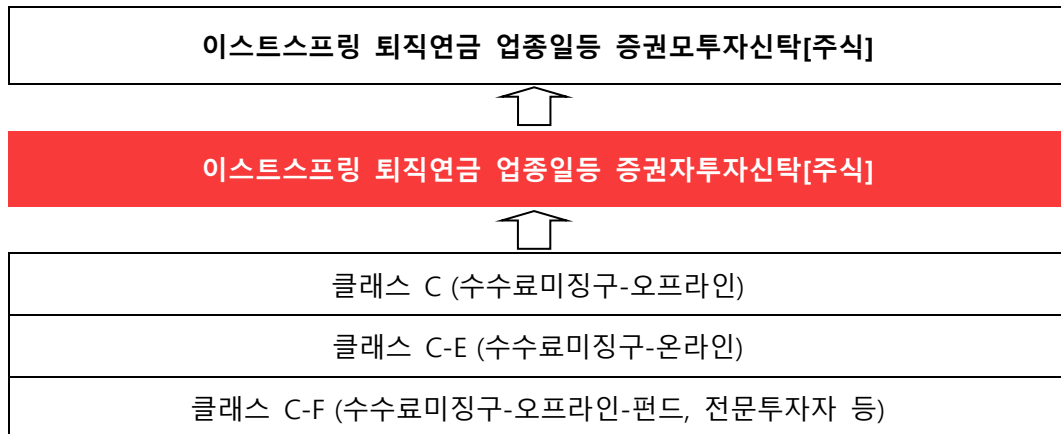 이스트스프링 퇴직연금 업종일등 증권모투자신탁[주식]
이스트스프링 퇴직연금 업종일등 증권자투자신탁[주식]
클래스 C (수수료미징구-오프라인)
클래스 C-E (수수료미징구-온라인)
클래스 C-F (수수료미징구-오프라인-펀드, 전문투자자 등)